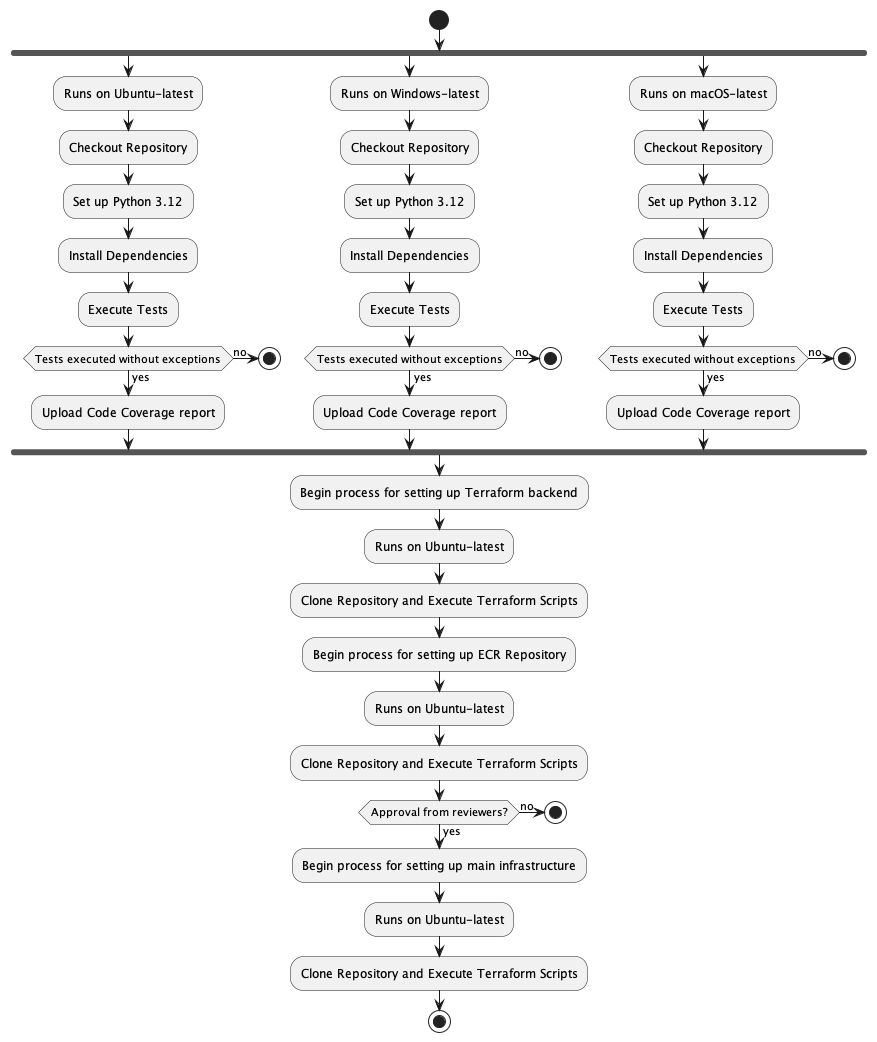 Runs on Ubuntu-latest
Runs on Windows-latest
Runs on macOS-latest
Checkout Repository
Checkout Repository
Checkout Repository
Set up Python 3.12
Set up Python 3.12
Set up Python 3.12
Install Dependencies
Install Dependencies
Install Dependencies
Execute Tests
Execute Tests
Execute Tests
Tests executed without exceptions
no
Tests executed without exceptions
no
Tests executed without exceptions
no
yes
yes
yes
Upload Code Coverage report
Upload Code Coverage report
Upload Code Coverage report
Begin process for setting up Terraform backend
Runs on Ubuntu-latest
Clone Repository and Execute Terraform Scripts
Begin process for setting up ECR Repository
Runs on Ubuntu-latest
Clone Repository and Execute Terraform Scripts
Approval from reviewers?
no
yes
Begin process for setting up main infrastructure
Runs on Ubuntu-latest
Clone Repository and Execute Terraform Scripts